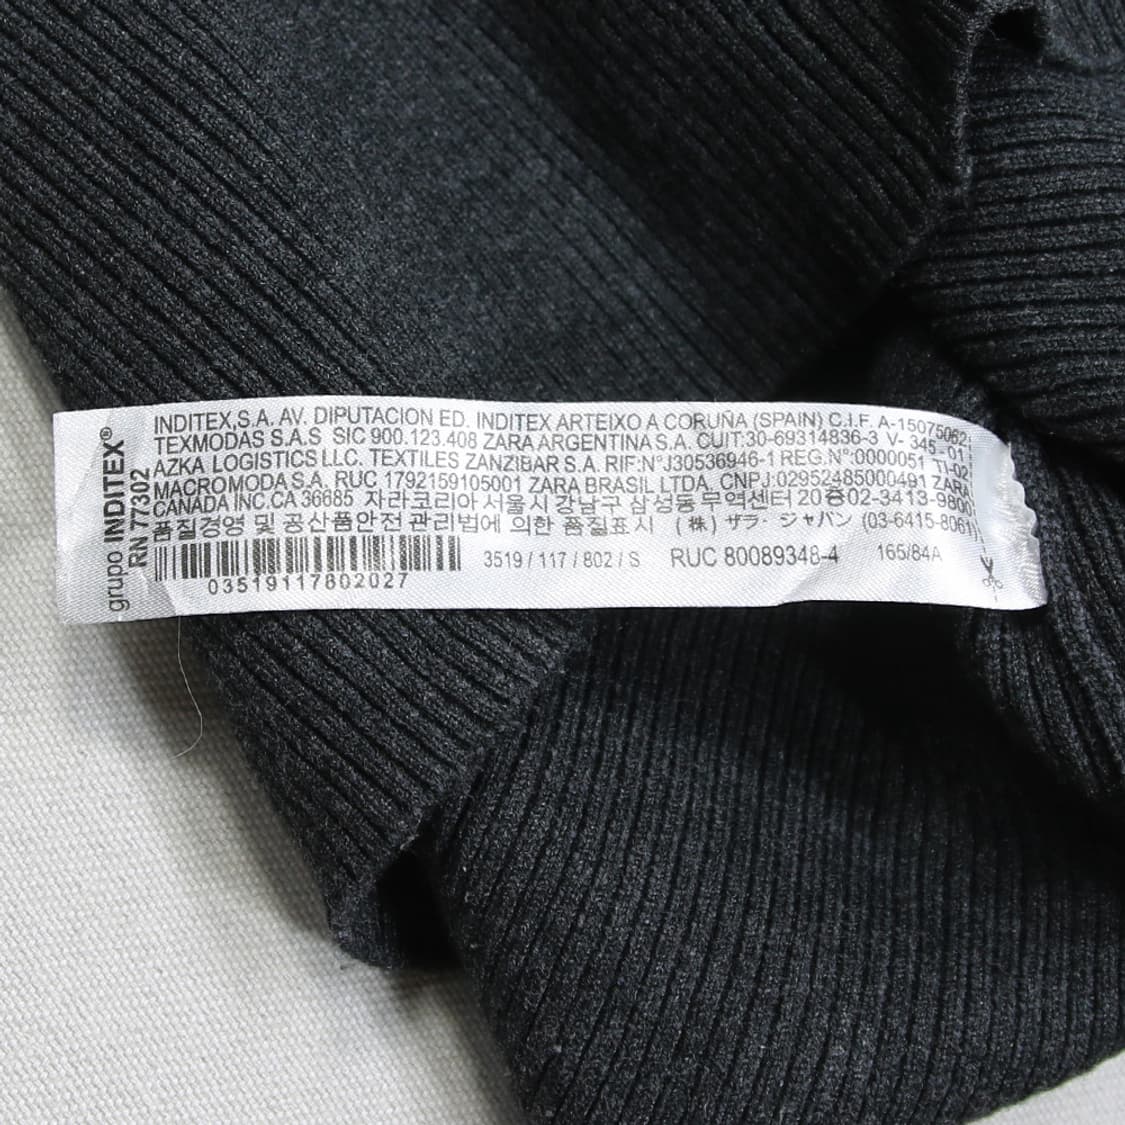 grupo INDITEX®
RN 77302
INDITEX,S.A. AV. DIPUTACION ED. INDITEX ARTEIXO A CORUÑA (SPAIN) C.I.F. A-15075062;
TEXMODAS S.A.S SIC 900.123.408 ZARA ARGENTINA S.A. CUIT:30-69314836-3 V- 345 - 01
AZKA LOGISTICS LLC. TEXTILES ZANZIBAR S.A. RIF:N°J30536946-1 REG.N°:0000051 TI-02
MACROMODA S.A. RUC 1792159105001 ZARA BRASIL LTDA. CNPJ:02952485000491 ZARA
CANADA INC.CA 36685 자라코리아 서울시 강남구 삼성동 무역센터 20층02-3413-9800
품질경영 및 공산품안전 관리법에 의한 품질표시 (株) ザラ・ジャパン (03-6415-8061)
03519117802027
3519 / 117 / 802 / S RUC 80089348-4 165/84A